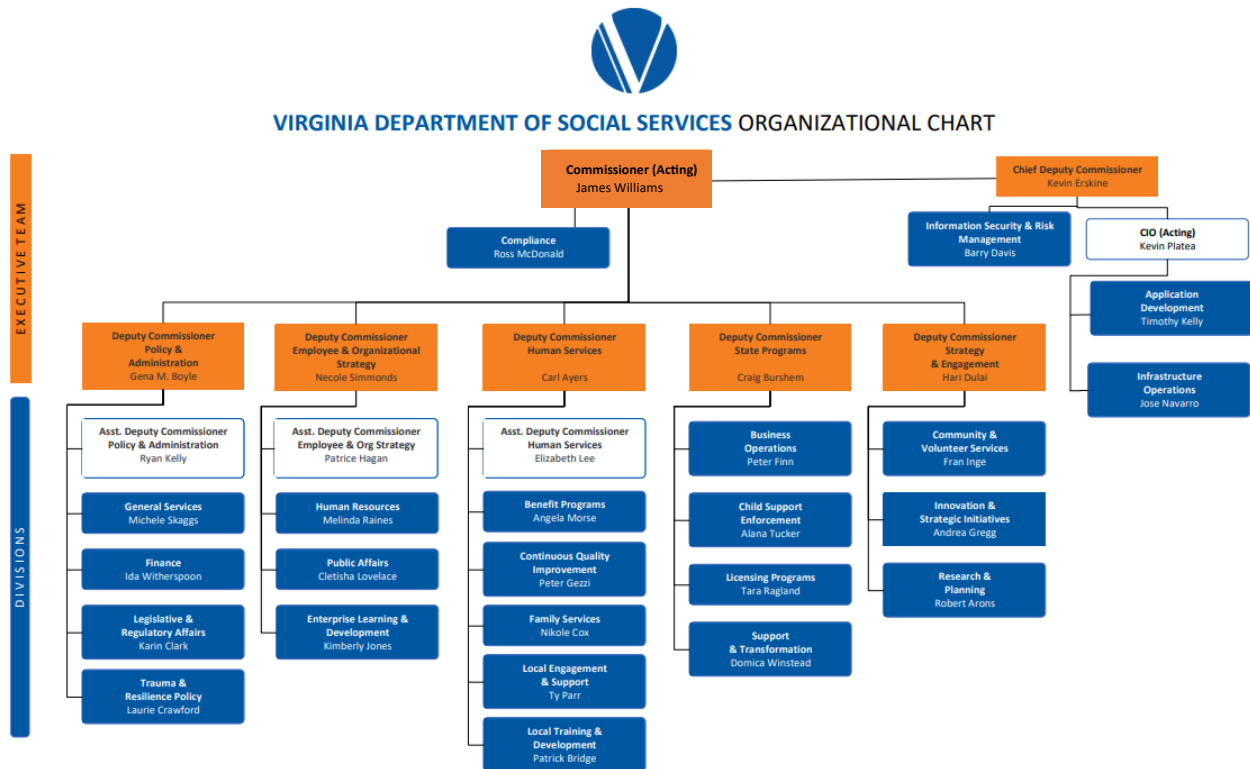 VIRGINIA DEPARTMENT OF SOCIAL SERVICES ORGANIZATIONAL CHART
EXECUTIVE TEAM
DIVISIONS
Commissioner (Acting)
James Williams
Chief Deputy Commissioner
Kevin Erskine
Compliance
Ross McDonald
Information Security & Risk
Management
Barry Davis
CIO (Acting)
Kevin Platea
Application
Development
Timothy Kelly
Infrastructure
Operations
Jose Navarro
Deputy Commissioner
Policy &
Administration
Gena M. Boyle
Asst. Deputy Commissioner
Policy & Administration
Ryan Kelly
General Services
Michele Skaggs
Finance
Ida Witherspoon
Legislative &
Regulatory Affairs
Karin Clark
Trauma &
Resilience Policy
Laurie Crawford
Deputy Commissioner
Employee & Organizational
Strategy
Necole Simmonds
Asst. Deputy Commissioner
Employee & Org Strategy
Patrice Hagan
Human Resources
Melinda Raines
Public Affairs
Cletisha Lovelace
Enterprise Learning &
Development
Kimberly Jones
Deputy Commissioner
Human Services
Carl Ayers
Asst. Deputy Commissioner
Human Services
Elizabeth Lee
Benefit Programs
Angela Morse
Continuous Quality
Improvement
Peter Gezzi
Family Services
Nikole Cox
Local Engagement
& Support
Ty Parr
Local Training &
Development
Patrick Bridge
Deputy Commissioner
State Programs
Craig Burshem
Business
Operations
Peter Finn
Child Support
Enforcement
Alana Tucker
Licensing Programs
Tara Ragland
Support
& Transformation
Domica Winstead
Deputy Commissioner
Strategy
& Engagement
Hari Dulai
Community &
Volunteer Services
Fran Inge
Innovation &
Strategic Initiatives
Andrea Gregg
Research &
Planning
Robert Arons